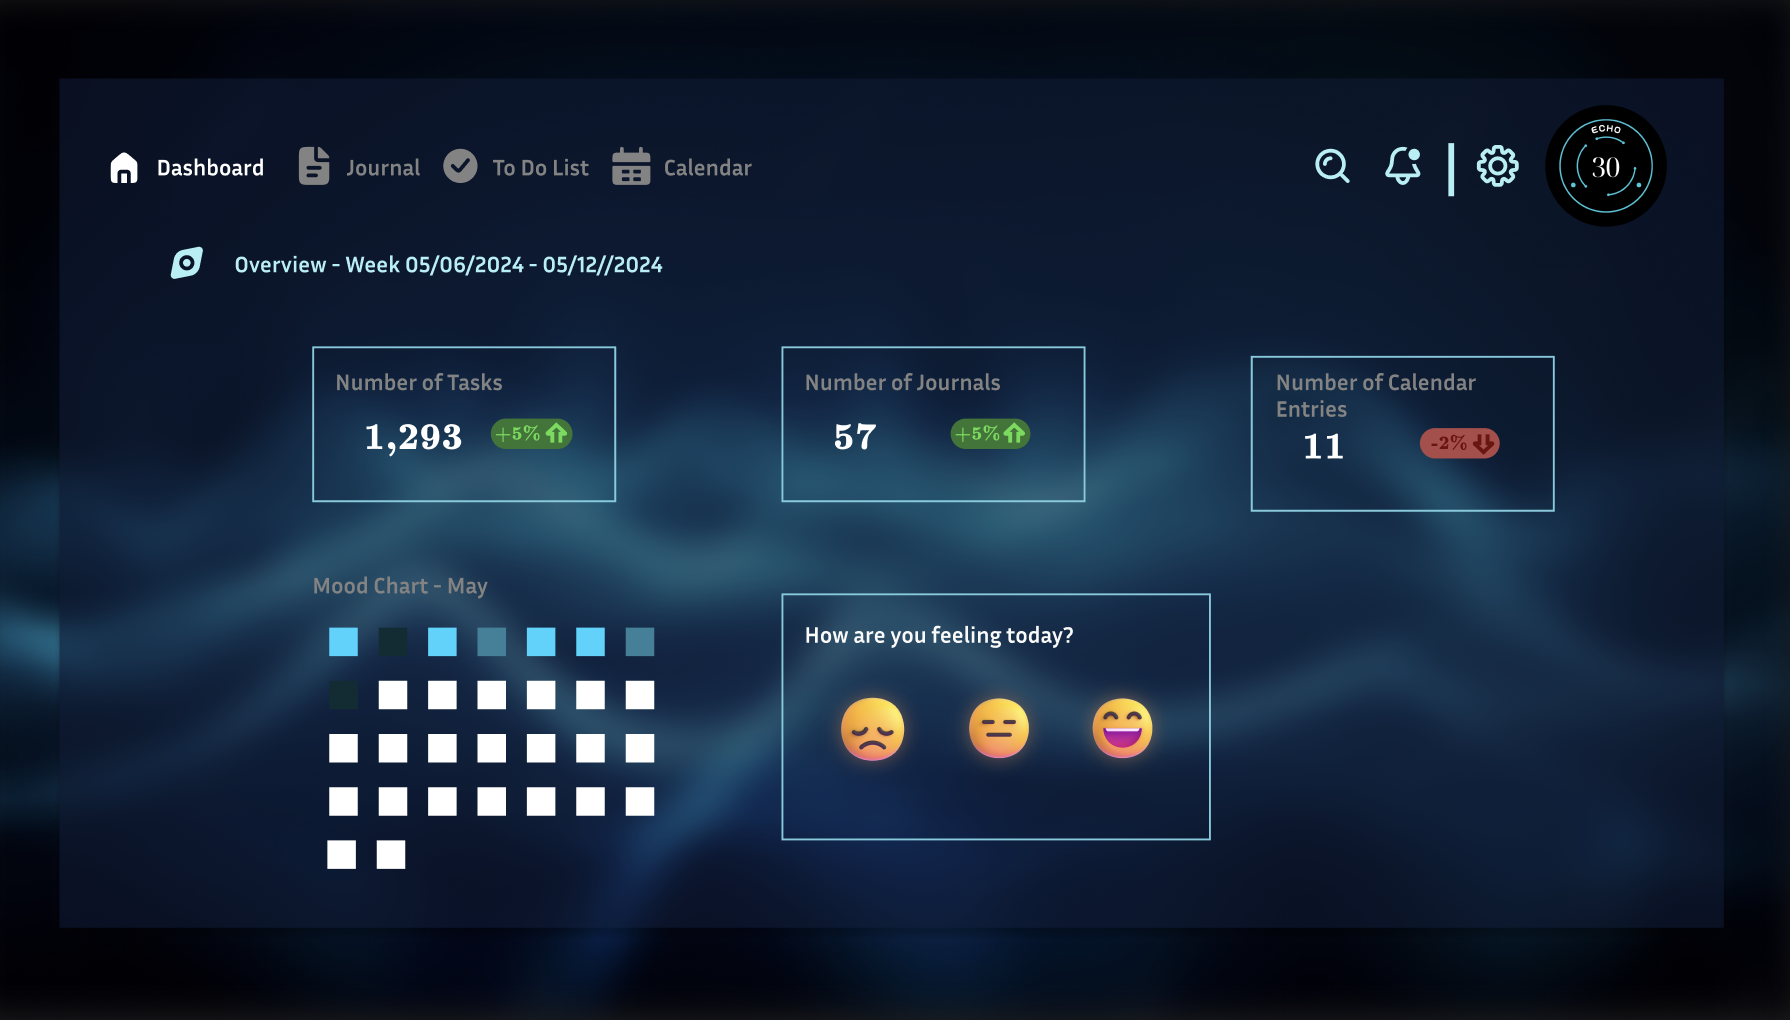 Dashboard
Journal
To Do List
Calendar
ECHO
30
Overview - Week 05/06/2024 - 05/12//2024
Number of Tasks
1,293
+5%
Number of Journals
57
+5%
Number of Calendar
Entries
11
-2%
Mood Chart - May
How are you feeling today?